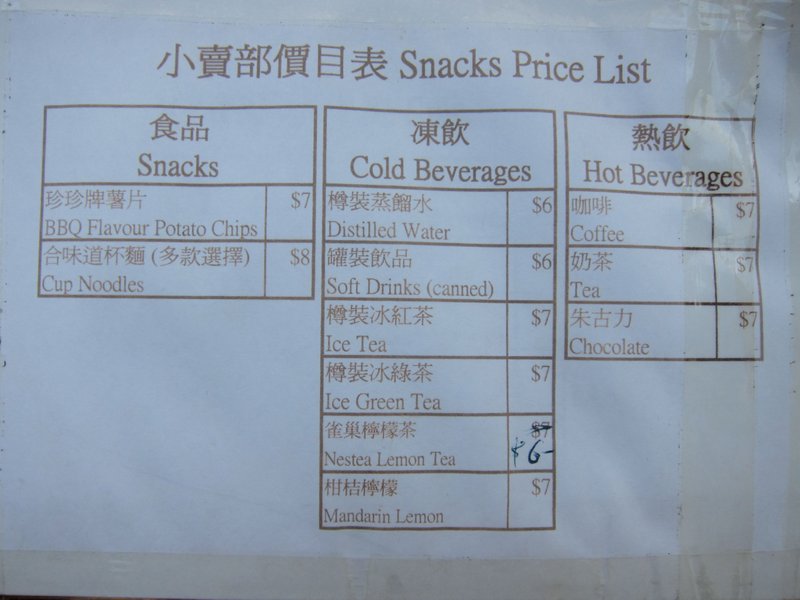 小賣部價目表 Snacks Price List
食品
Snacks
珍珍牌薯片 $7
BBQ Flavour Potato Chips
合味道杯麵 (多款選擇) $8
Cup Noodles
凍飲
Cold Beverages
樽裝蒸餾水 $6
Distilled Water
罐裝飲品 $6
Soft Drinks (canned)
樽裝冰紅茶 $7
Ice Tea
樽裝冰綠茶 $7
Ice Green Tea
雀巢檸檬茶 $7
Nestea Lemon Tea $6-
柑桔檸檬 $7
Mandarin Lemon
熱飲
Hot Beverages
咖啡 $7
Coffee
奶茶 $7
Tea
朱古力 $7
Chocolate